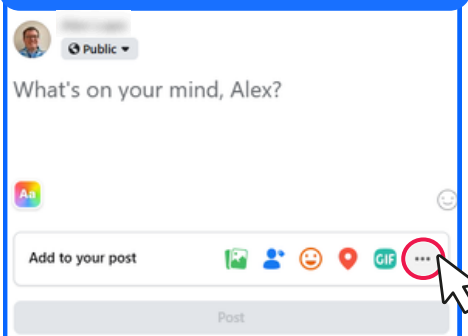 Public
What's on your mind, Alex?
Aa
Add to your post
GIF
Post